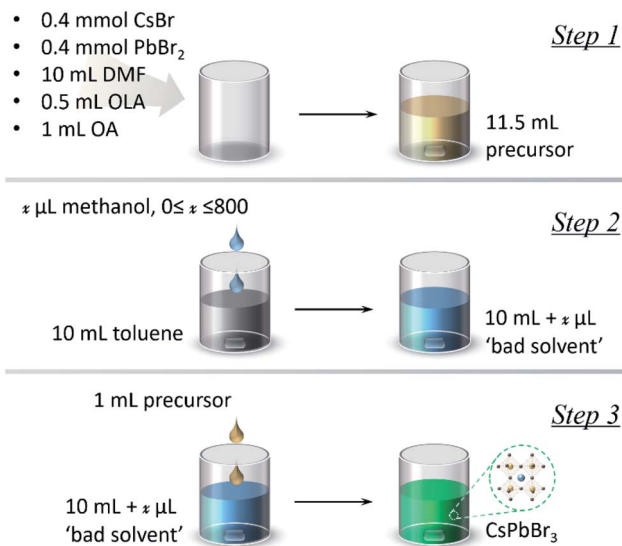 • 0.4 mmol CsBr
• 0.4 mmol PbBr₂
• 10 mL DMF
• 0.5 mL OLA
• 1 mL OA
Step 1
11.5 mL
precursor
𝓍 μL methanol, 0≤ 𝓍 ≤800
Step 2
10 mL toluene
10 mL + 𝓍 μL
‘bad solvent’
1 mL precursor
Step 3
10 mL + 𝓍 μL
‘bad solvent’
CsPbBr₃